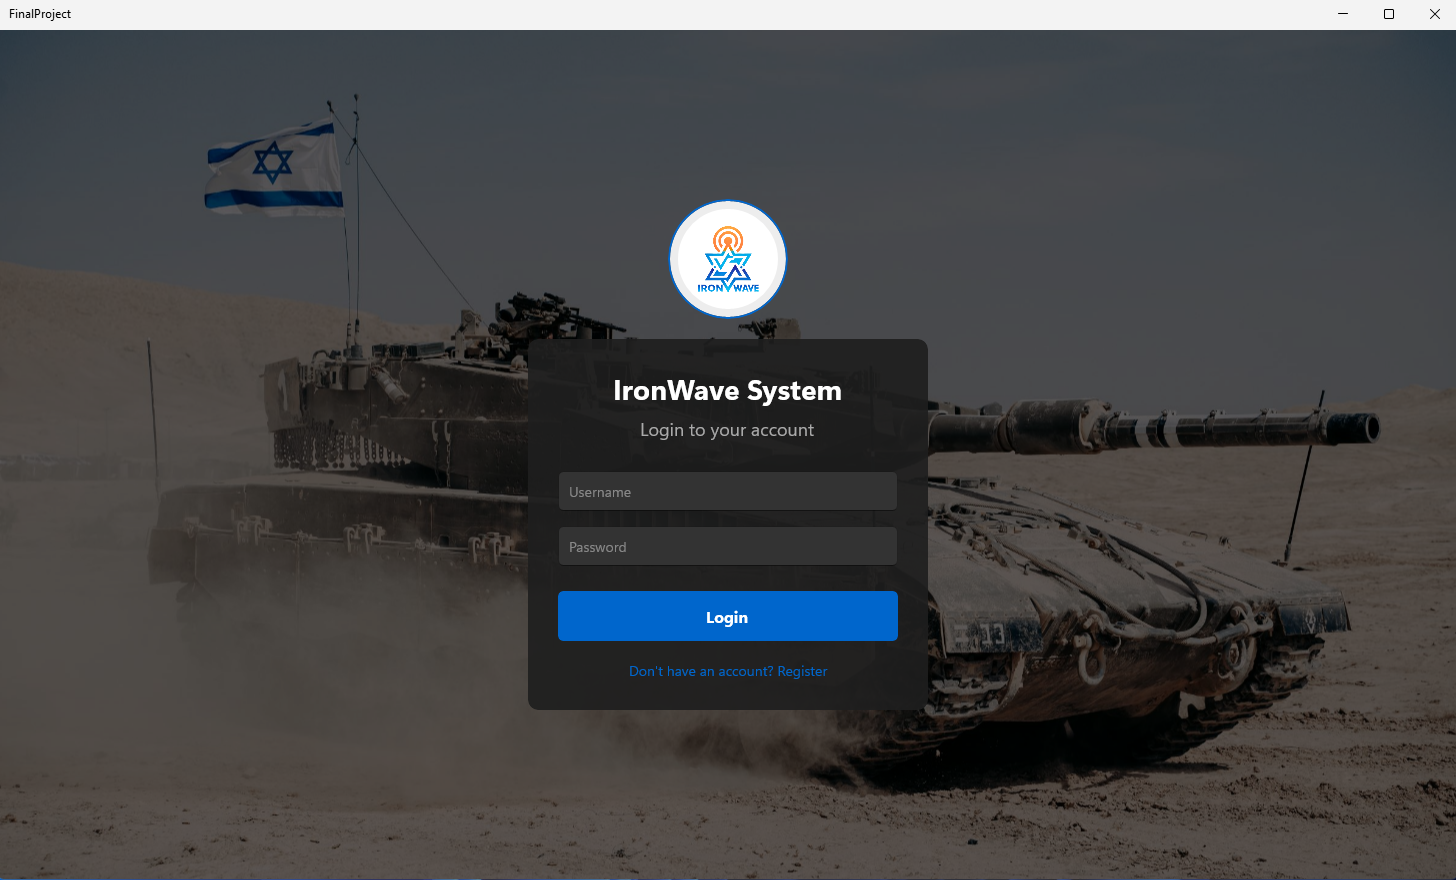 FinalProject
IRON WAVE
IronWave System
Login to your account
Username
Password
Login
Don't have an account? Register